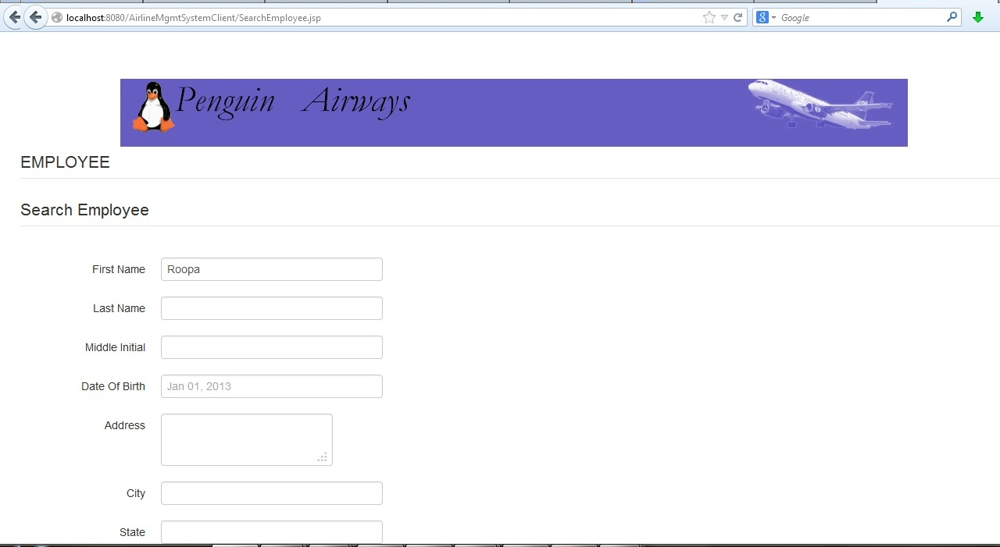 localhost:8080/AirlineMgmtSystemClient/SearchEmployee.jsp
8 Google
Penguin Airways
EMPLOYEE
Search Employee
First Name Roopa
Last Name
Middle Initial
Date Of Birth Jan 01, 2013
Address
City
State